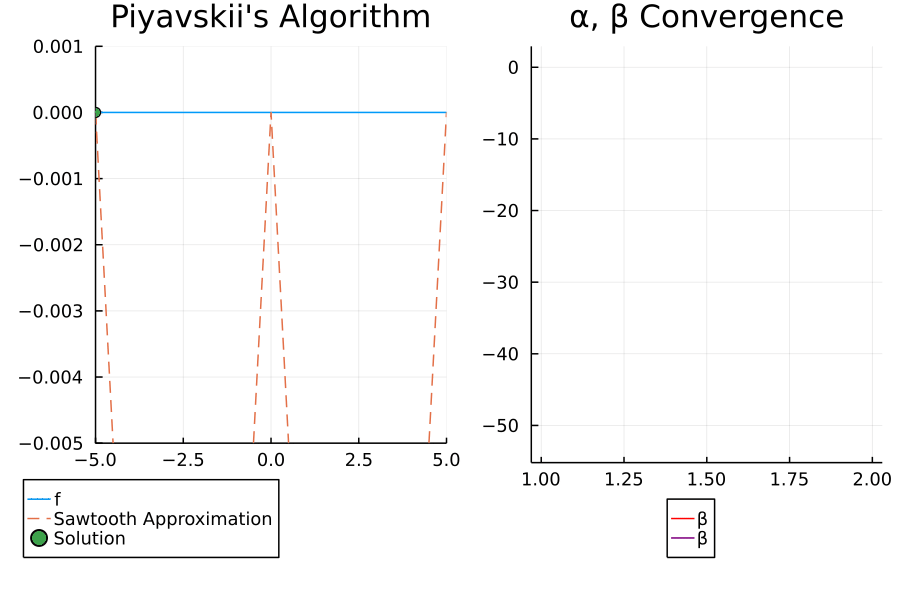 Piyavskii's Algorithm
0.001
0.000
−0.001
−0.002
−0.003
−0.004
−0.005
−5.0 −2.5 0.0 2.5 5.0
f
Sawtooth Approximation
Solution
α, β Convergence
0
−10
−20
−30
−40
−50
1.00 1.25 1.50 1.75 2.00
β
β